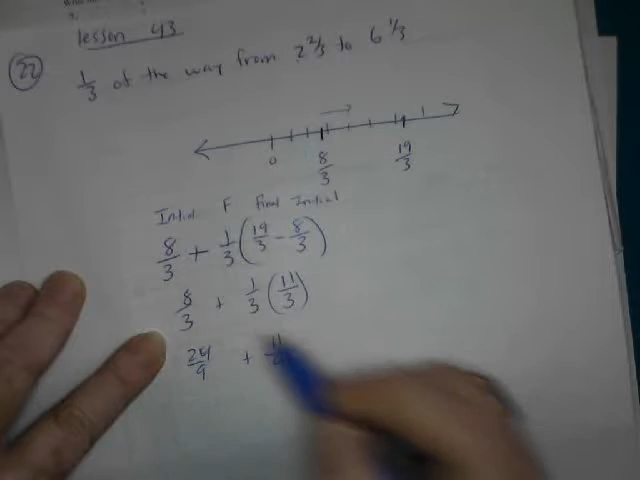 lesson 43
22
1/3 of the way from 2 2/3 to 6 1/3
0 8/3 19/3
Initial F Final Initial
8/3 + 1/3 (19/3 - 8/3)
8/3 + 1/3 (11/3)
24/9 + 11